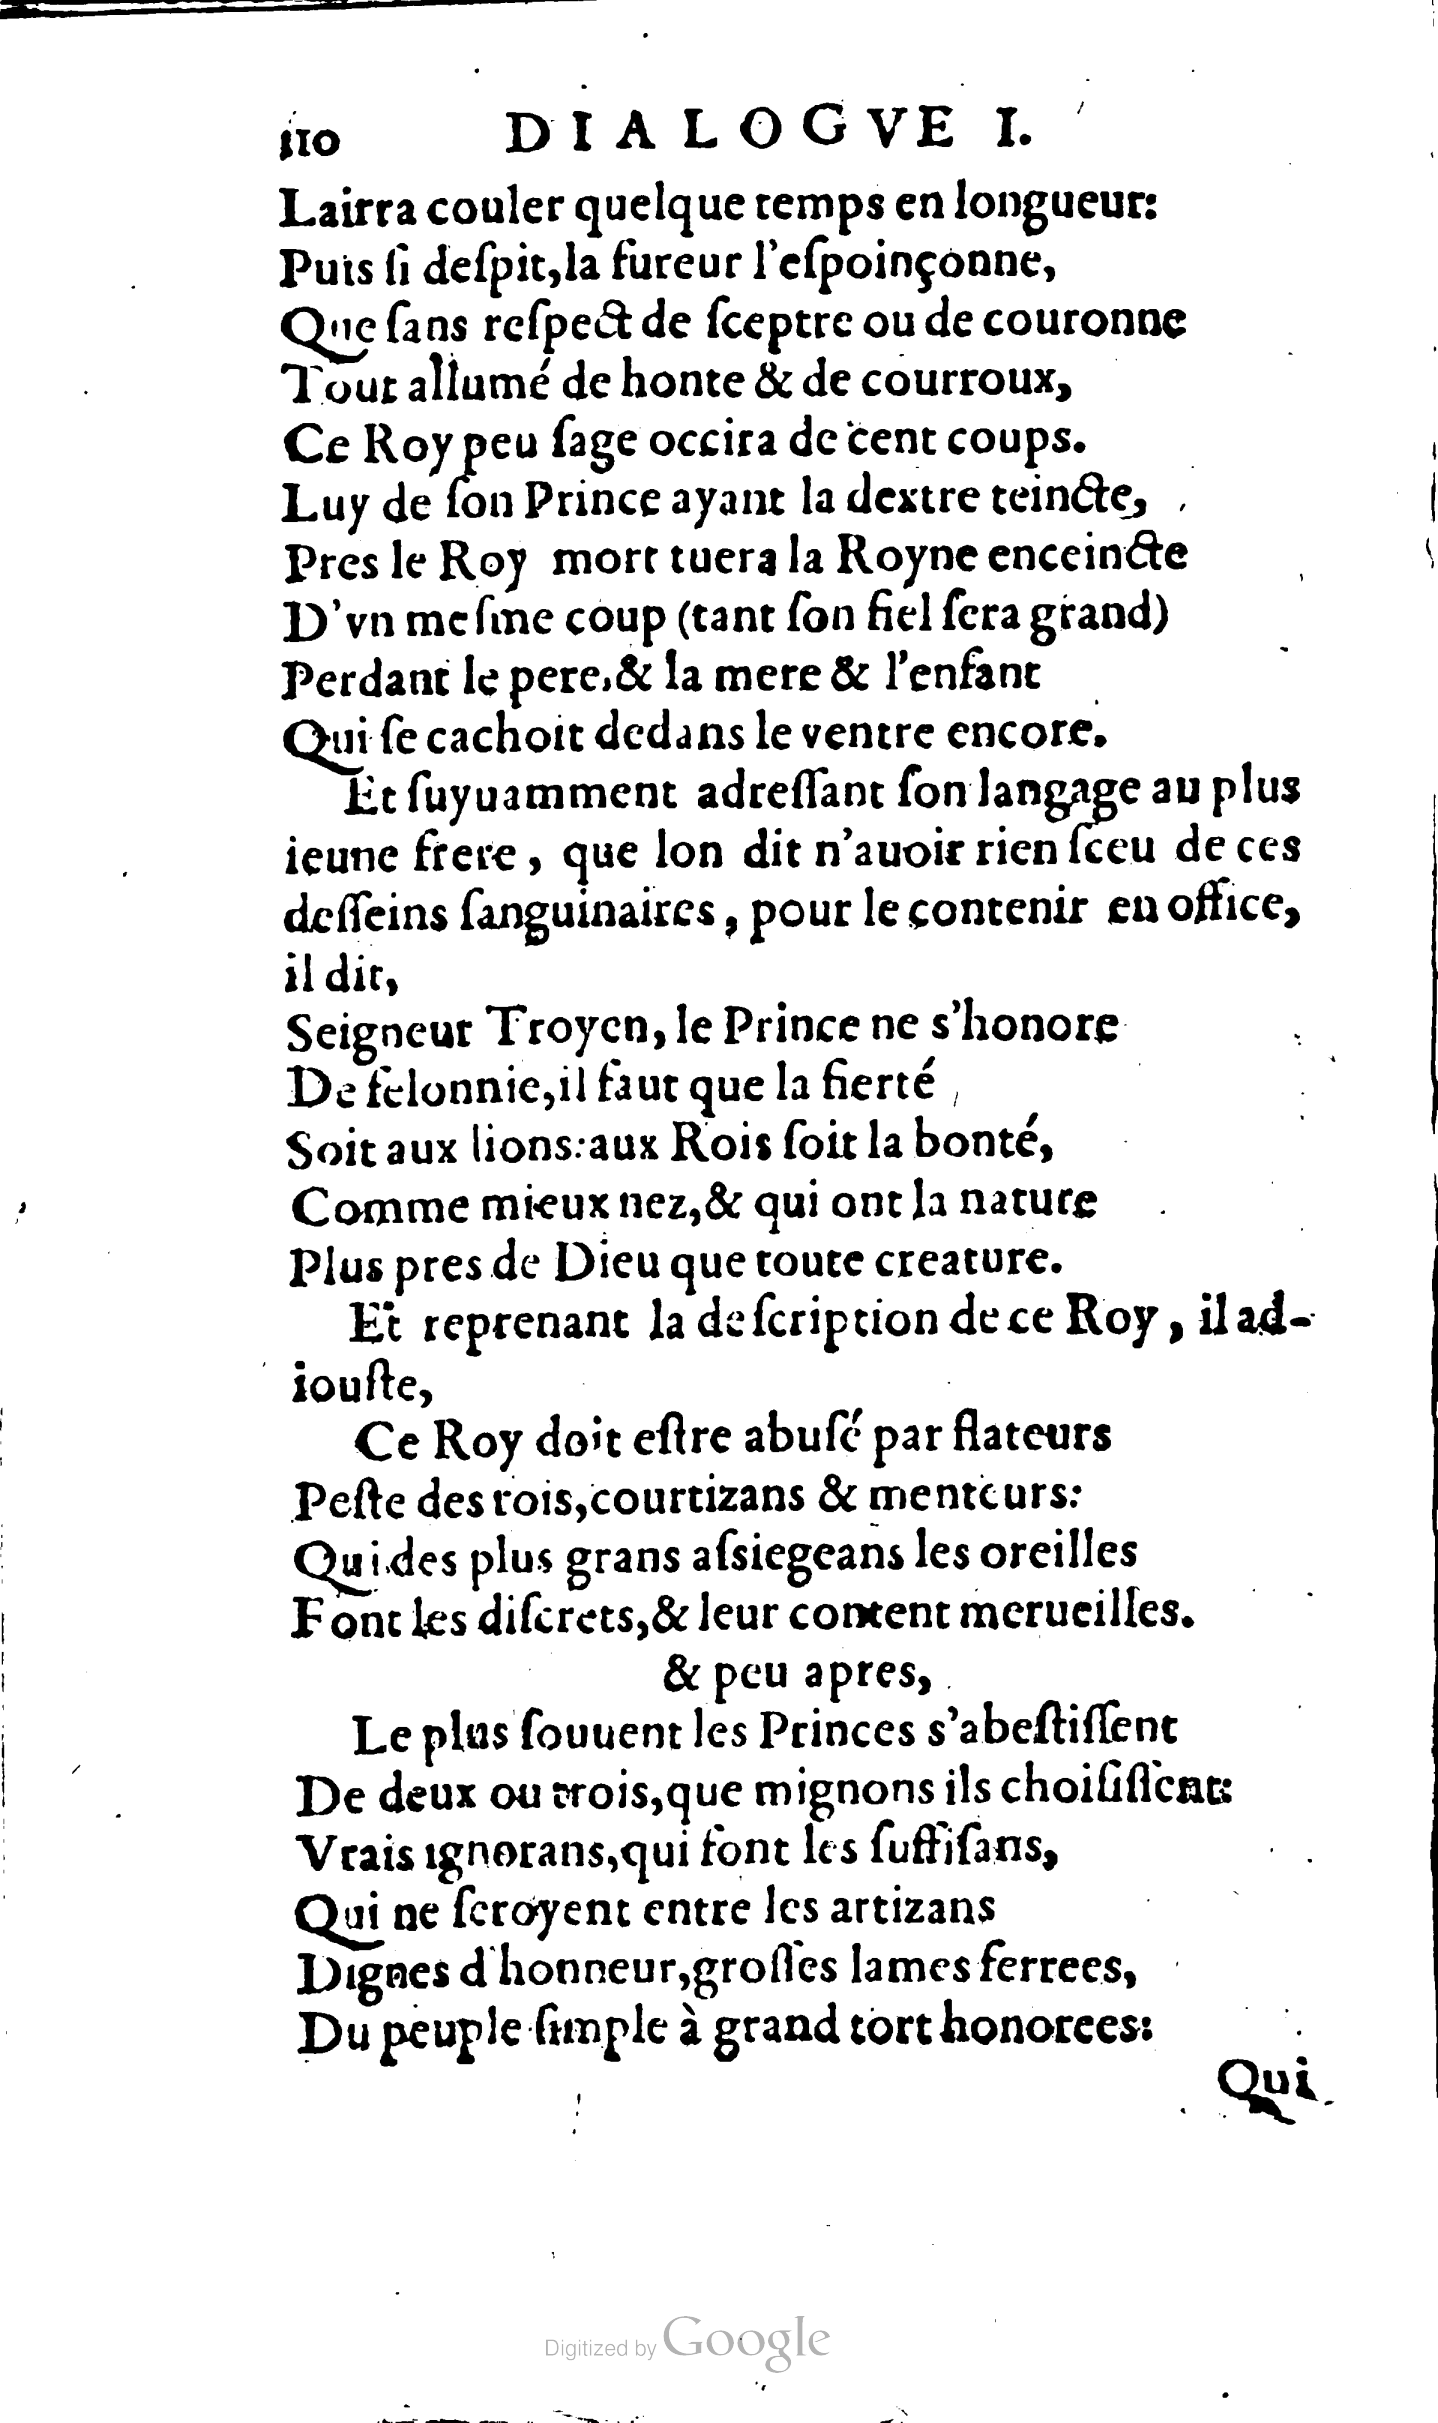 110 DIALOGVE I.
Lairra couler quelque temps en longueur:
Puis ſi deſpit,la fureur l'eſpoinçonne,
Que ſans reſpect de ſceptre ou de couronne
Tout allumé de honte & de courroux,
Ce Roy peu ſage occira de cent coups.
Luy de ſon Prince ayant la dextre teincte,
Pres le Roy mort tuera la Royne enceincte
D'vn meſme coup (tant ſon fiel ſera grand)
Perdant le pere,& la mere & l'enfant
Qui ſe cachoit dedans le ventre encore.
Et ſuyuamment adreſſant ſon langage au plus
ieune frere, que lon dit n'auoir rien ſceu de ces
deſſeins ſanguinaires, pour le contenir en office,
il dit,
Seigneur Troyen, le Prince ne s'honore
De felonnie,il faut que la fierté
Soit aux lions:aux Rois ſoit la bonté,
Comme mieux nez,& qui ont la nature
Plus pres de Dieu que toute creature.
Et reprenant la deſcription de ce Roy, il ad-
iouſte,
Ce Roy doit eſtre abuſé par flateurs
Peſte des rois,courtizans & menteurs:
Qui des plus grans aſsiegeans les oreilles
Font les diſcrets,& leur content merueilles.
& peu apres,
Le plus ſouuent les Princes s'abeſtiſſent
De deux ou trois,que mignons ils choiſiſſent:
Vrais ignorans,qui font les ſuffiſans,
Qui ne ſeroyent entre les artizans
Dignes d'honneur,groſſes lames ferrees,
Du peuple ſimple à grand tort honorees:
Qui
Digitized by Google